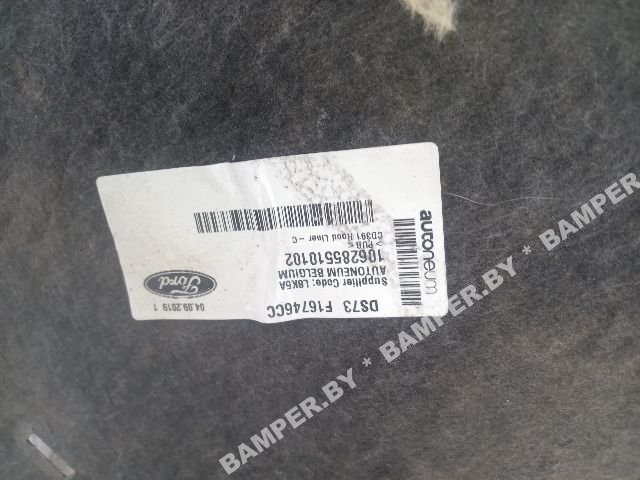 DS73 F16746CC
Supplier Code: L8K5A
AUTONEUM BELGIUM
106285510102
> PUR <
CD391 Hood Liner -C
autoneum
Ford
04.09.2019 1
BAMPER.BY * BAMPER.BY * BAMPER.BY